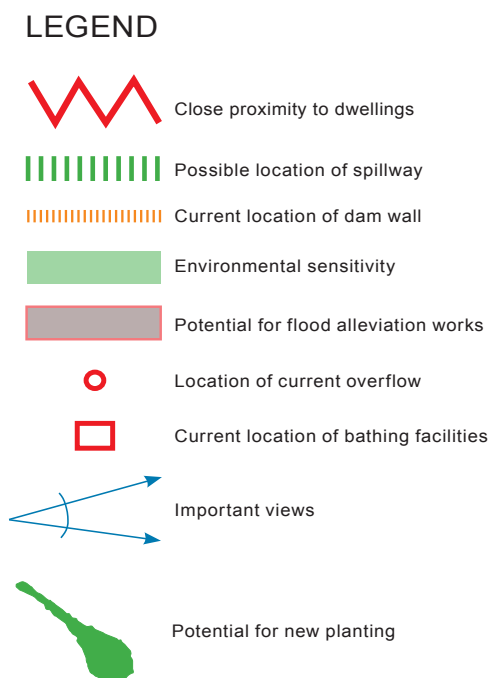 LEGEND
Close proximity to dwellings
Possible location of spillway
Current location of dam wall
Environmental sensitivity
Potential for flood alleviation works
Location of current overflow
Current location of bathing facilities
Important views
Potential for new planting